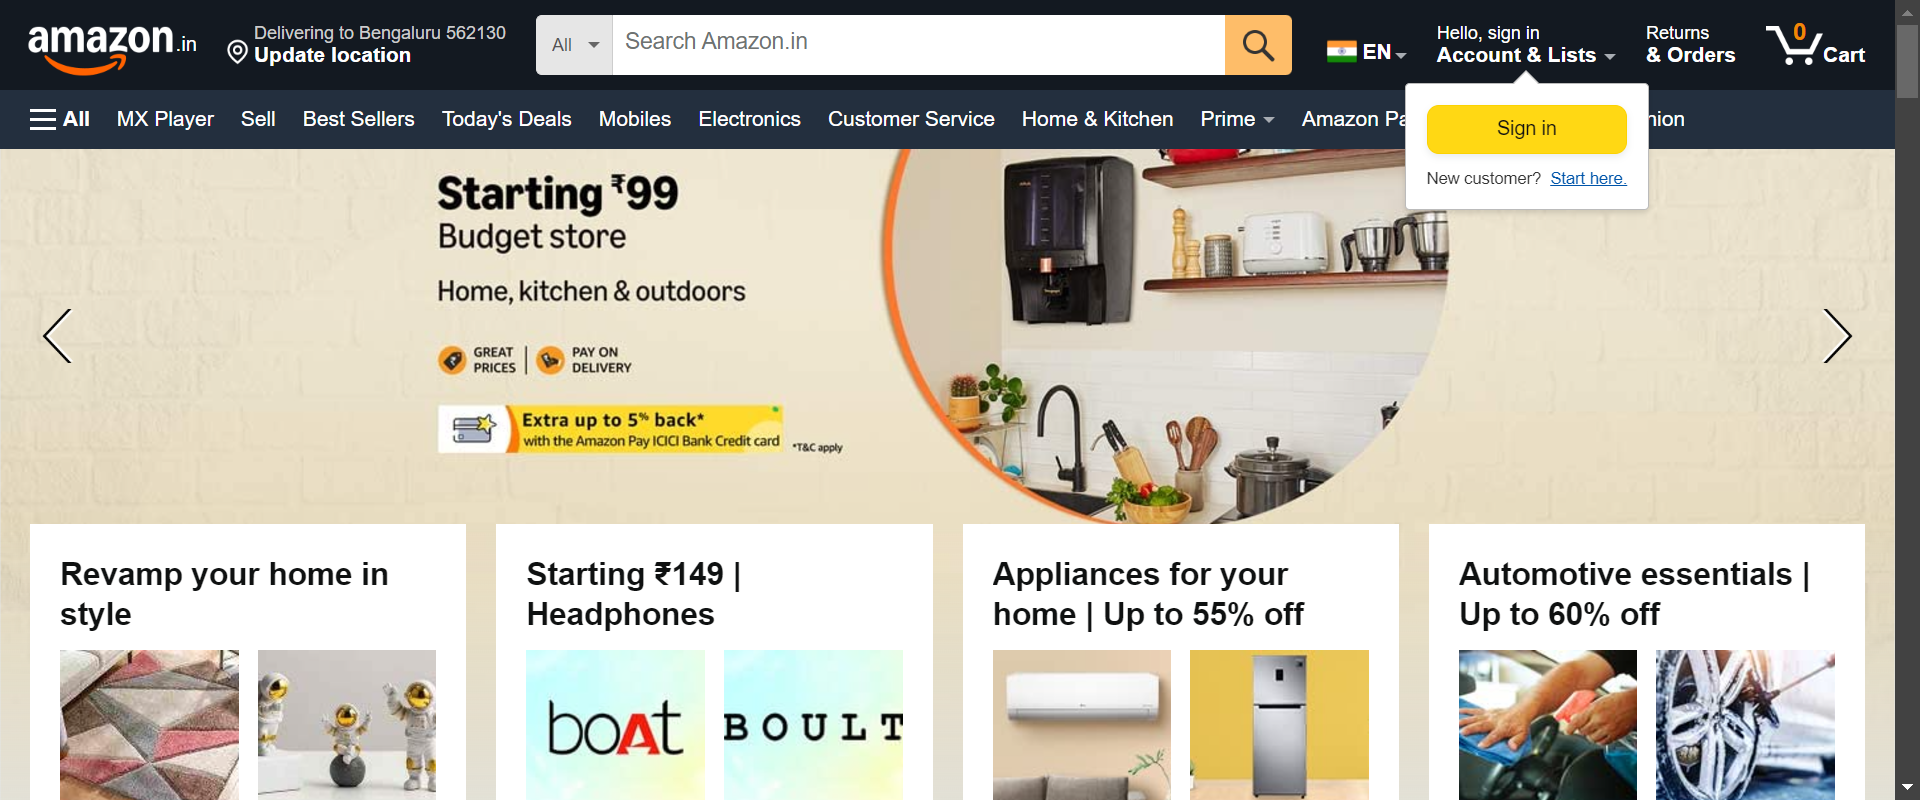 amazon.in
Delivering to Bengaluru 562130
Update location
All
Search Amazon.in
EN
Hello, sign in
Account & Lists
Returns
& Orders
0
Cart
All
MX Player
Sell
Best Sellers
Today's Deals
Mobiles
Electronics
Customer Service
Home & Kitchen
Prime
Amazon Pa
nion
Sign in
New customer? Start here.
Starting ₹99
Budget store
Home, kitchen & outdoors
GREAT
PRICES
PAY ON
DELIVERY
Extra up to 5% back*
with the Amazon Pay ICICI Bank Credit card
*T&C apply
Revamp your home in
style
Starting ₹149 |
Headphones
Appliances for your
home | Up to 55% off
Automotive essentials |
Up to 60% off
boAt
BOULT